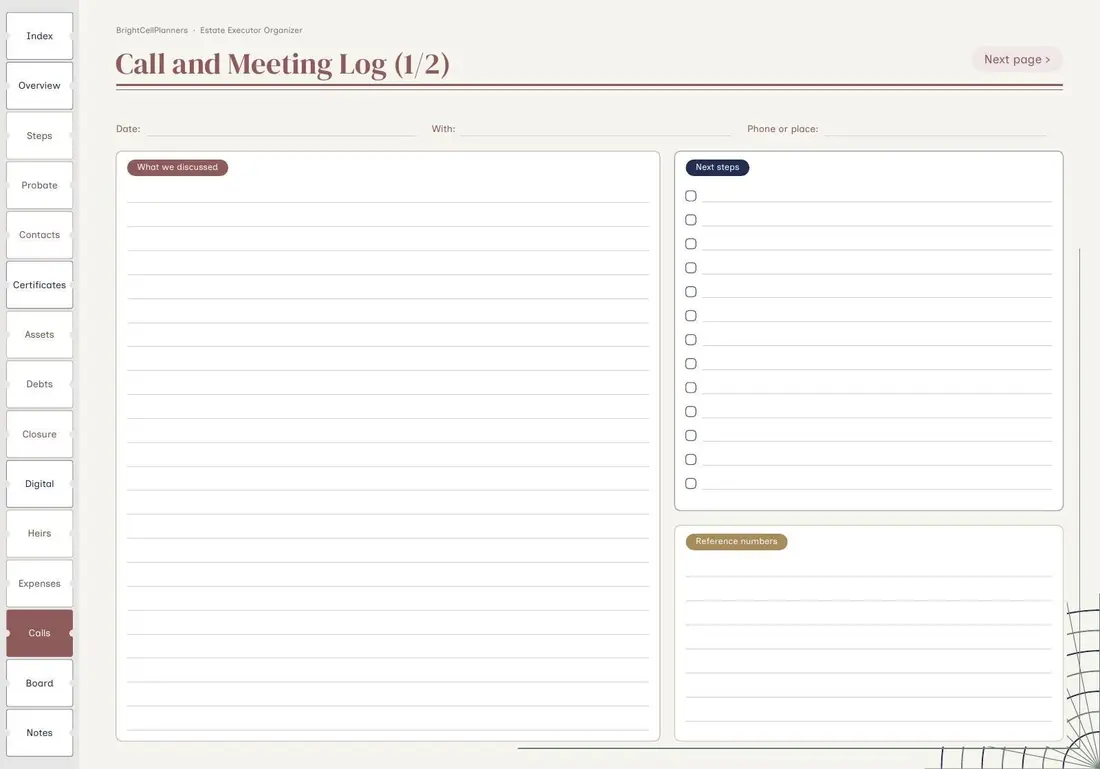 Index
Overview
Steps
Probate
Contacts
Certificates
Assets
Debts
Closure
Digital
Heirs
Expenses
Calls
Board
Notes
BrightCellPlanners · Estate Executor Organizer
Call and Meeting Log (1/2)
Next page ›
Date: With: Phone or place:
What we discussed
Next steps
Reference numbers